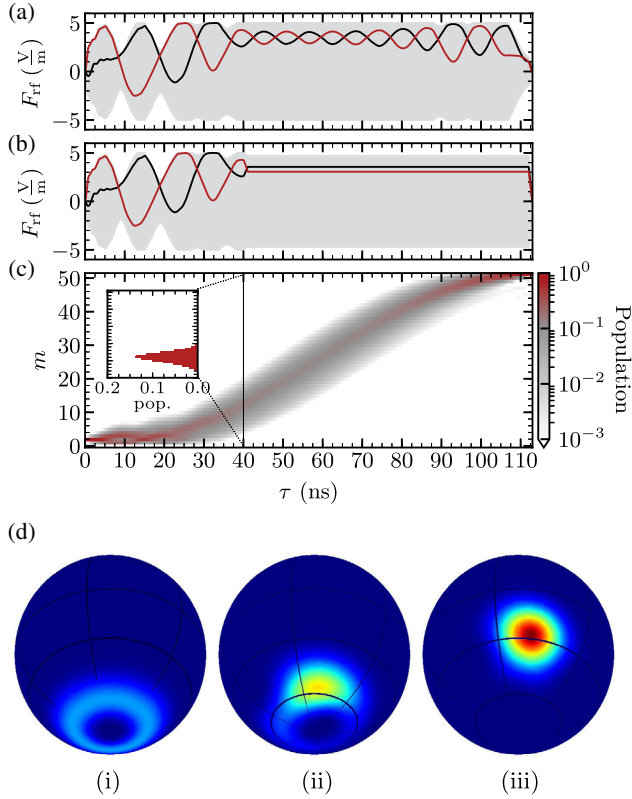 (a)
5
0
−5
F_rf (V/m)
(b)
5
0
−5
F_rf (V/m)
(c)
50
40
30
20
10
0
m
0.2 0.1 0.0
pop.
0 10 20 30 40 50 60 70 80 90 100 110
τ (ns)
10^0
10^−1
10^−2
10^−3
Population
(d)
(i) (ii) (iii)